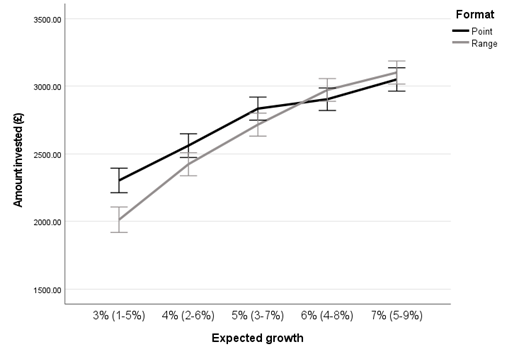 Format
Point
Range
3500.00
3000.00
2500.00
2000.00
1500.00
Amount invested (£)
3% (1-5%) 4% (2-6%) 5% (3-7%) 6% (4-8%) 7% (5-9%)
Expected growth